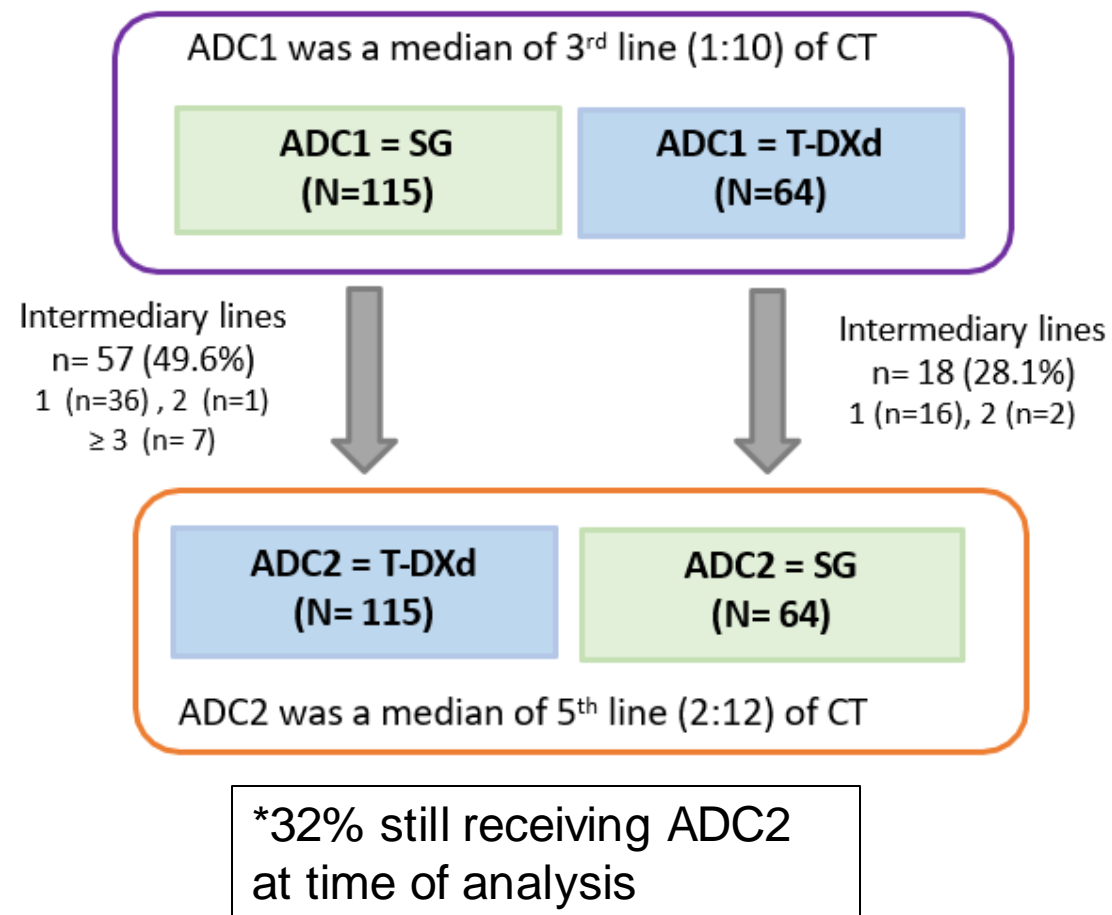 ADC1 was a median of 3rd line (1:10) of CT
ADC1 = SG
(N=115)
ADC1 = T-DXd
(N=64)
Intermediary lines
n= 57 (49.6%)
1 (n=36) , 2 (n=1)
≥ 3 (n= 7)
Intermediary lines
n= 18 (28.1%)
1 (n=16), 2 (n=2)
ADC2 = T-DXd
(N= 115)
ADC2 = SG
(N= 64)
ADC2 was a median of 5th line (2:12) of CT
*32% still receiving ADC2
at time of analysis